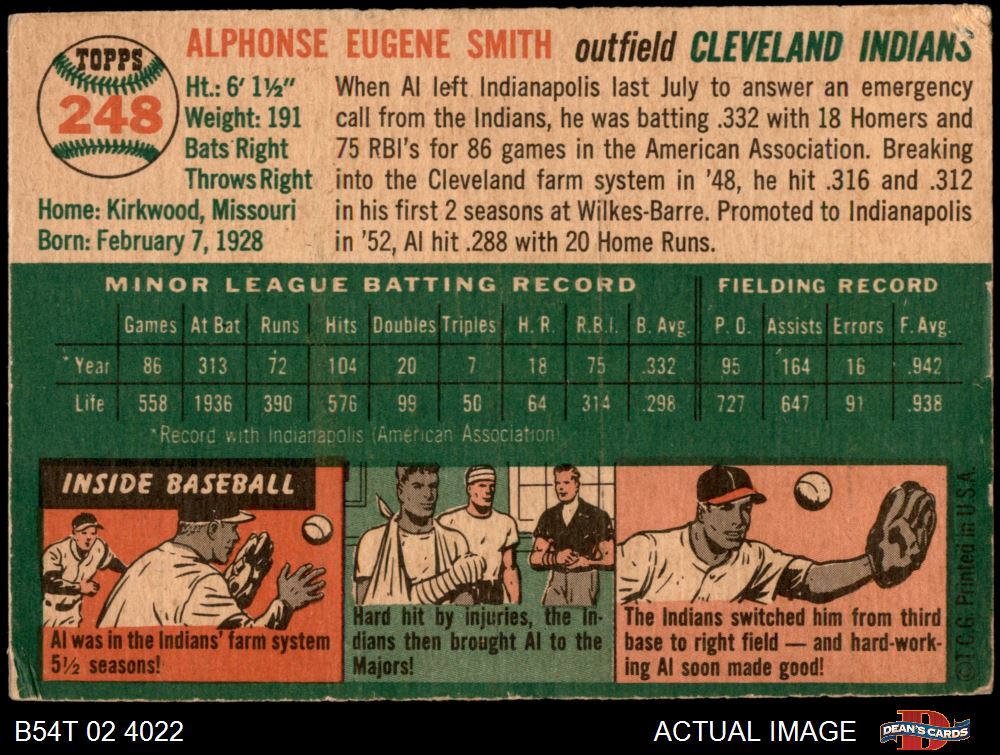 TOPPS
248
ALPHONSE EUGENE SMITH outfield CLEVELAND INDIANS
Ht.: 6' 1½"
Weight: 191
Bats Right
Throws Right
Home: Kirkwood, Missouri
Born: February 7, 1928
When Al left Indianapolis last July to answer an emergency
call from the Indians, he was batting .332 with 18 Homers and
75 RBI's for 86 games in the American Association. Breaking
into the Cleveland farm system in '48, he hit .316 and .312
in his first 2 seasons at Wilkes-Barre. Promoted to Indianapolis
in '52, Al hit .288 with 20 Home Runs.
MINOR LEAGUE BATTING RECORD FIELDING RECORD
Games At Bat Runs Hits Doubles Triples H. R. R.B.I. B. Avg. P. O. Assists Errors F. Avg.
*Year 86 313 72 104 20 7 18 75 .332 95 164 16 .942
Life 558 1936 390 576 99 50 64 314 .298 727 647 91 .938
*Record with Indianapolis (American Association)
INSIDE BASEBALL
Al was in the Indians' farm system
5½ seasons!
Hard hit by injuries, the In-
dians then brought Al to the
Majors!
The Indians switched him from third
base to right field — and hard-work-
ing Al soon made good!
©T.C.G. Printed in U.S.A.
B54T 02 4022
ACTUAL IMAGE
D
DEAN'S CARDS